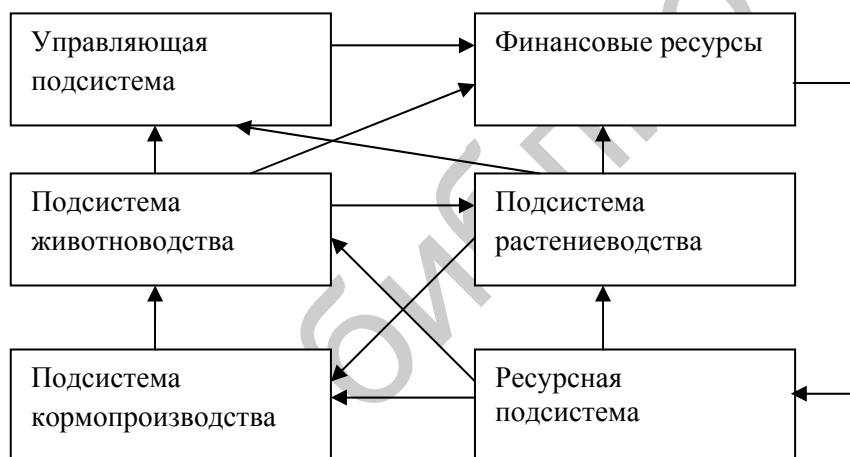 Управляющая
подсистема
Финансовые ресурсы
Подсистема
животноводства
Подсистема
растениеводства
Подсистема
кормопроизводства
Ресурсная
подсистема